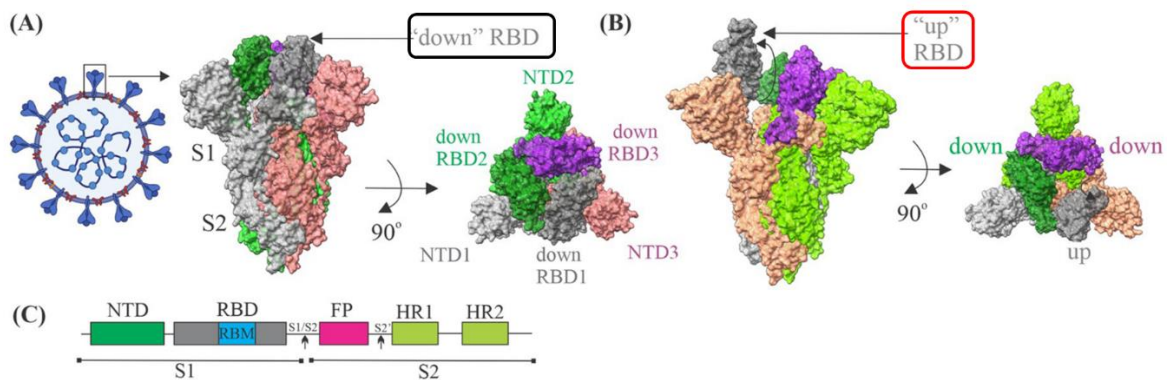 (A)
"down" RBD
S1
S2
90°
NTD2
down
RBD2
down
RBD3
NTD1
down
RBD1
NTD3
(B)
"up"
RBD
90°
down
down
up
(C)
NTD
RBD
RBM
S1/S2
FP
S2'
HR1
HR2
S1
S2